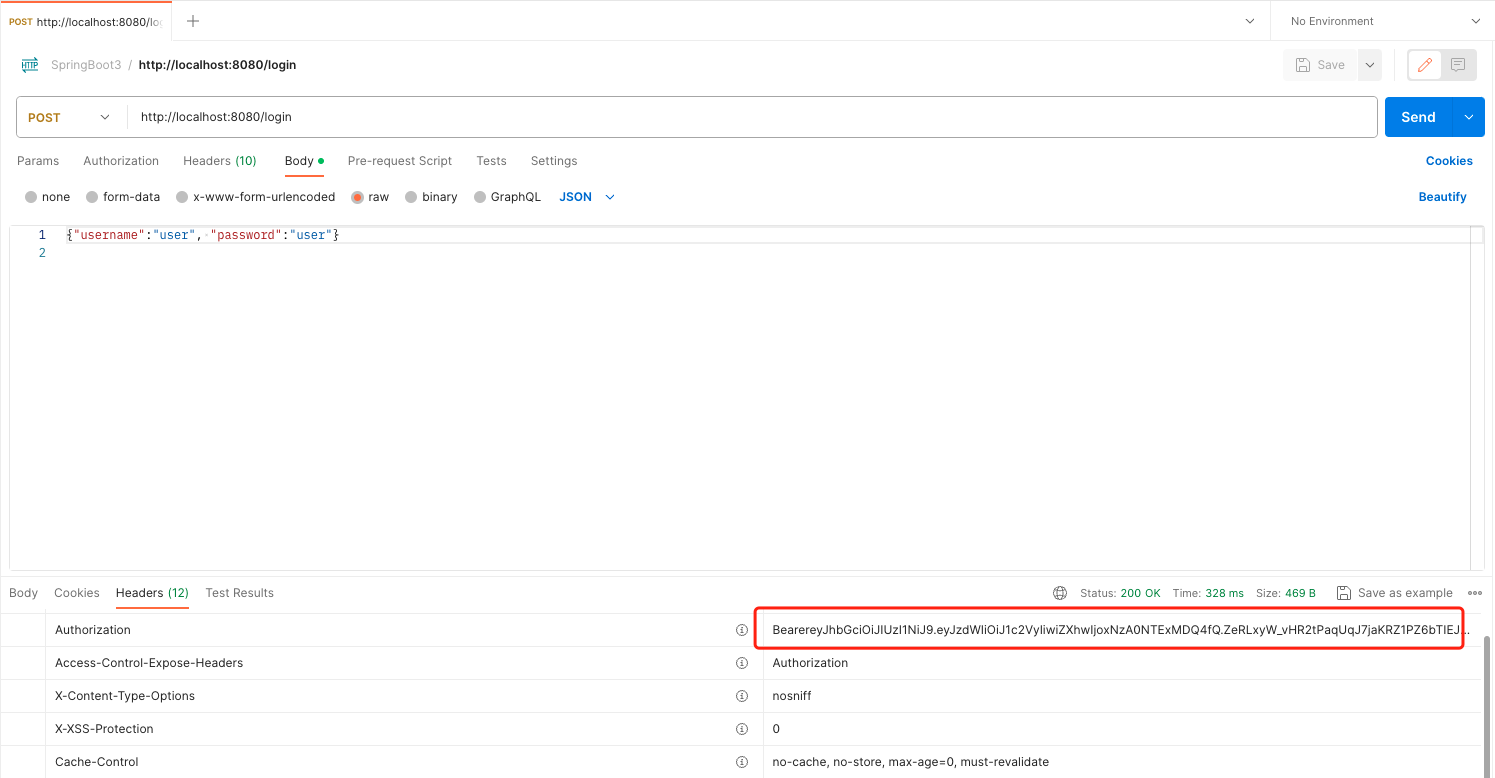 POST http://localhost:8080/lo
No Environment
HTTP SpringBoot3 / http://localhost:8080/login
Save
POST http://localhost:8080/login
Send
Params Authorization Headers (10) Body Pre-request Script Tests Settings Cookies
none form-data x-www-form-urlencoded raw binary GraphQL JSON Beautify
1 {"username":"user", "password":"user"}
2
Body Cookies Headers (12) Test Results Status: 200 OK Time: 328 ms Size: 469 B Save as example
Authorization BearereyJhbGciOiJIUzI1NiJ9.eyJzdWIiOiJ1c2VyIiwiZXhwIjoxNzA0NTExMDQ4fQ.ZeRLxyW_vHR2tPaqUqJ7jaKRZ1PZ6bTIEJ...
Access-Control-Expose-Headers Authorization
X-Content-Type-Options nosniff
X-XSS-Protection 0
Cache-Control no-cache, no-store, max-age=0, must-revalidate